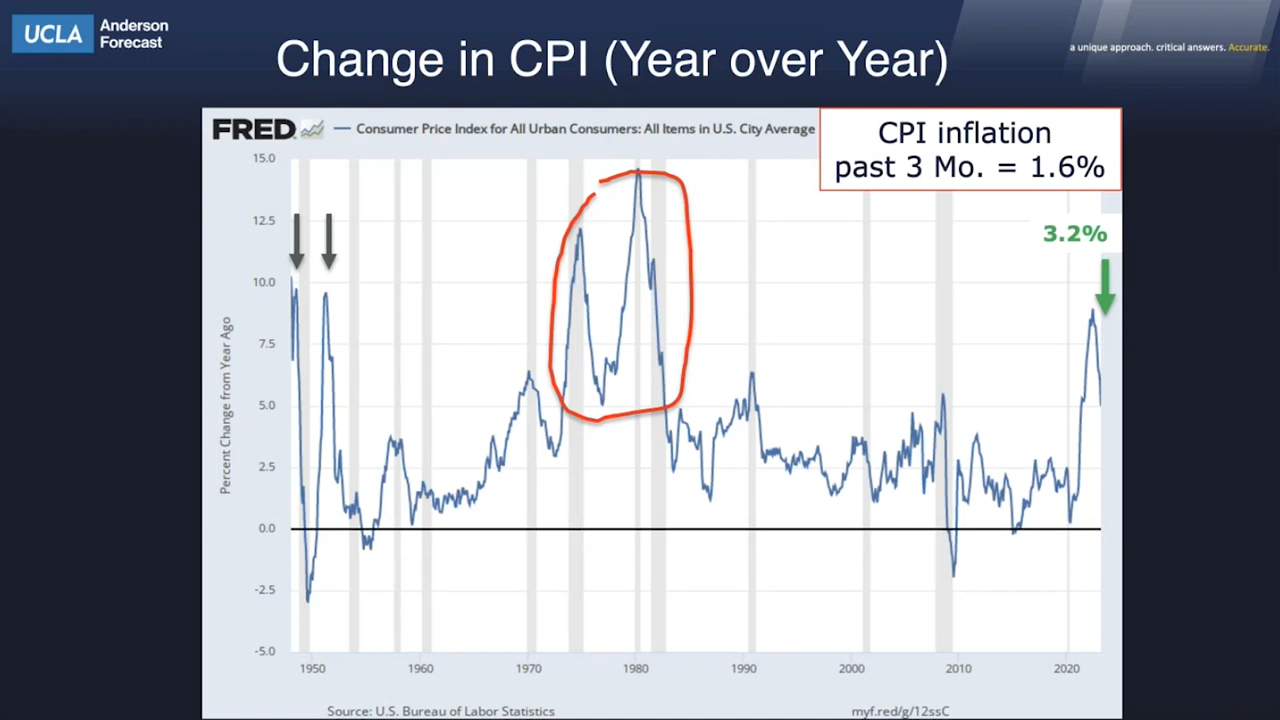 UCLA
Anderson
Forecast
a unique approach. critical answers. Accurate.
Change in CPI (Year over Year)
FRED
Consumer Price Index for All Urban Consumers: All Items in U.S. City Average
CPI inflation
past 3 Mo. = 1.6%
3.2%
Percent Change from Year Ago
15.0
12.5
10.0
7.5
5.0
2.5
0.0
-2.5
-5.0
1950 1960 1970 1980 1990 2000 2010 2020
Source: U.S. Bureau of Labor Statistics
myf.red/g/12ssC